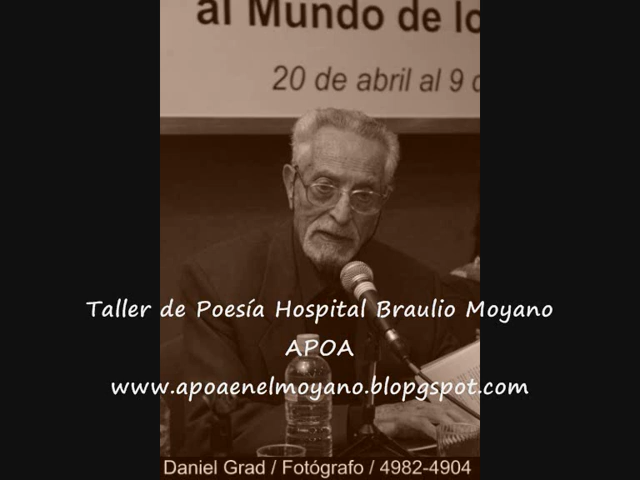 al Mundo de lo
20 de abril al 9 d
Taller de Poesía Hospital Braulio Moyano
APOA
www.apoaenelmoyano.blopgspot.com
Daniel Grad / Fotógrafo / 4982-4904